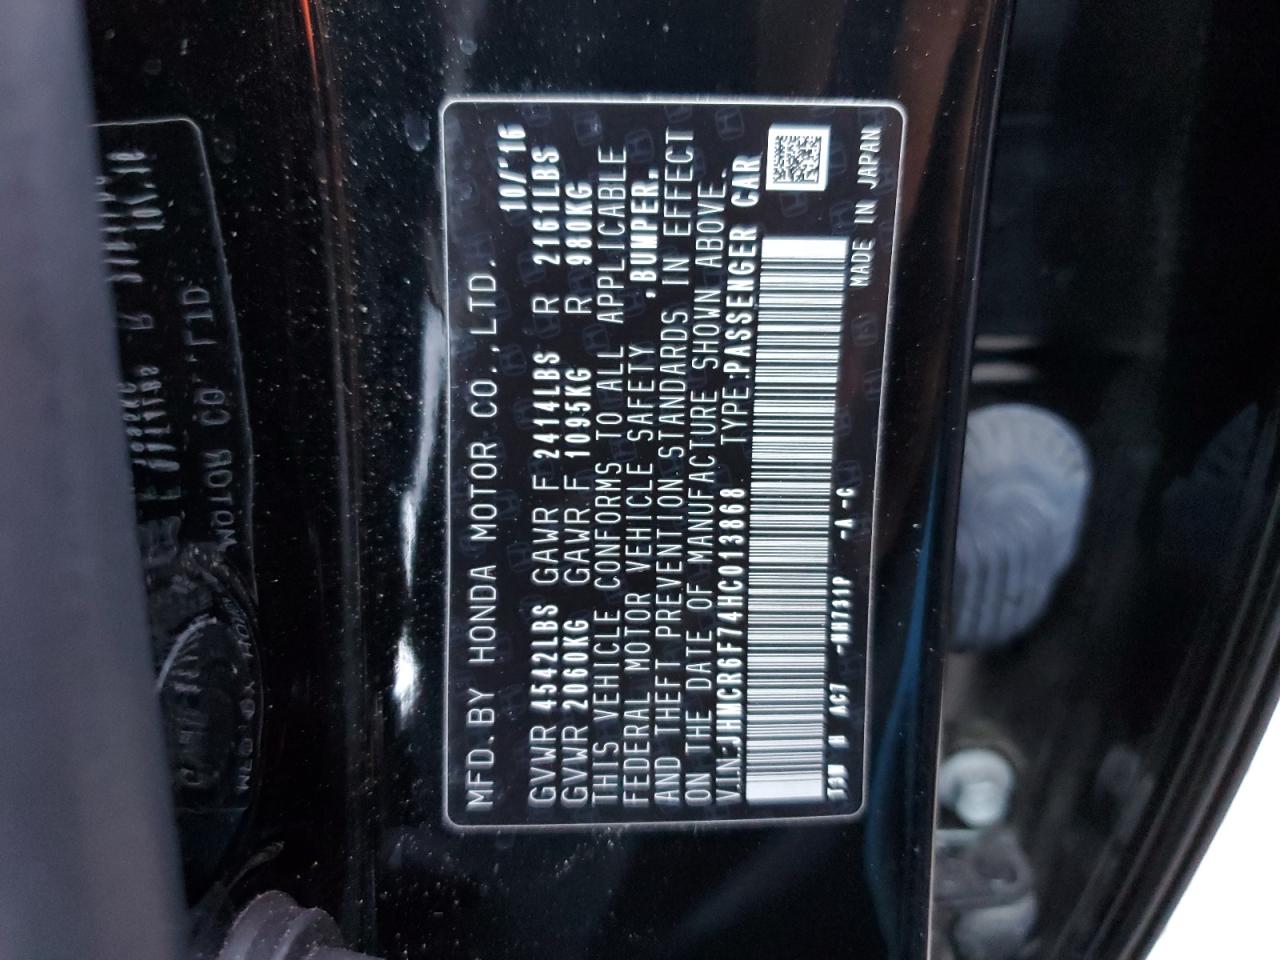 MFD. BY HONDA MOTOR CO., LTD. 10/'16
GVWR 4542LBS GAWR F 2414LBS R 2161LBS
GVWR 2060KG GAWR F 1095KG R 980KG
THIS VEHICLE CONFORMS TO ALL APPLICABLE
FEDERAL MOTOR VEHICLE SAFETY ,BUMPER,
AND THEFT PREVENTION STANDARDS IN EFFECT
ON THE DATE OF MANUFACTURE SHOWN ABOVE.
V.I.N:JHMCR6F74HC013868 TYPE:PASSENGER CAR
H AC7 -NH731P -A -C
MADE IN JAPAN